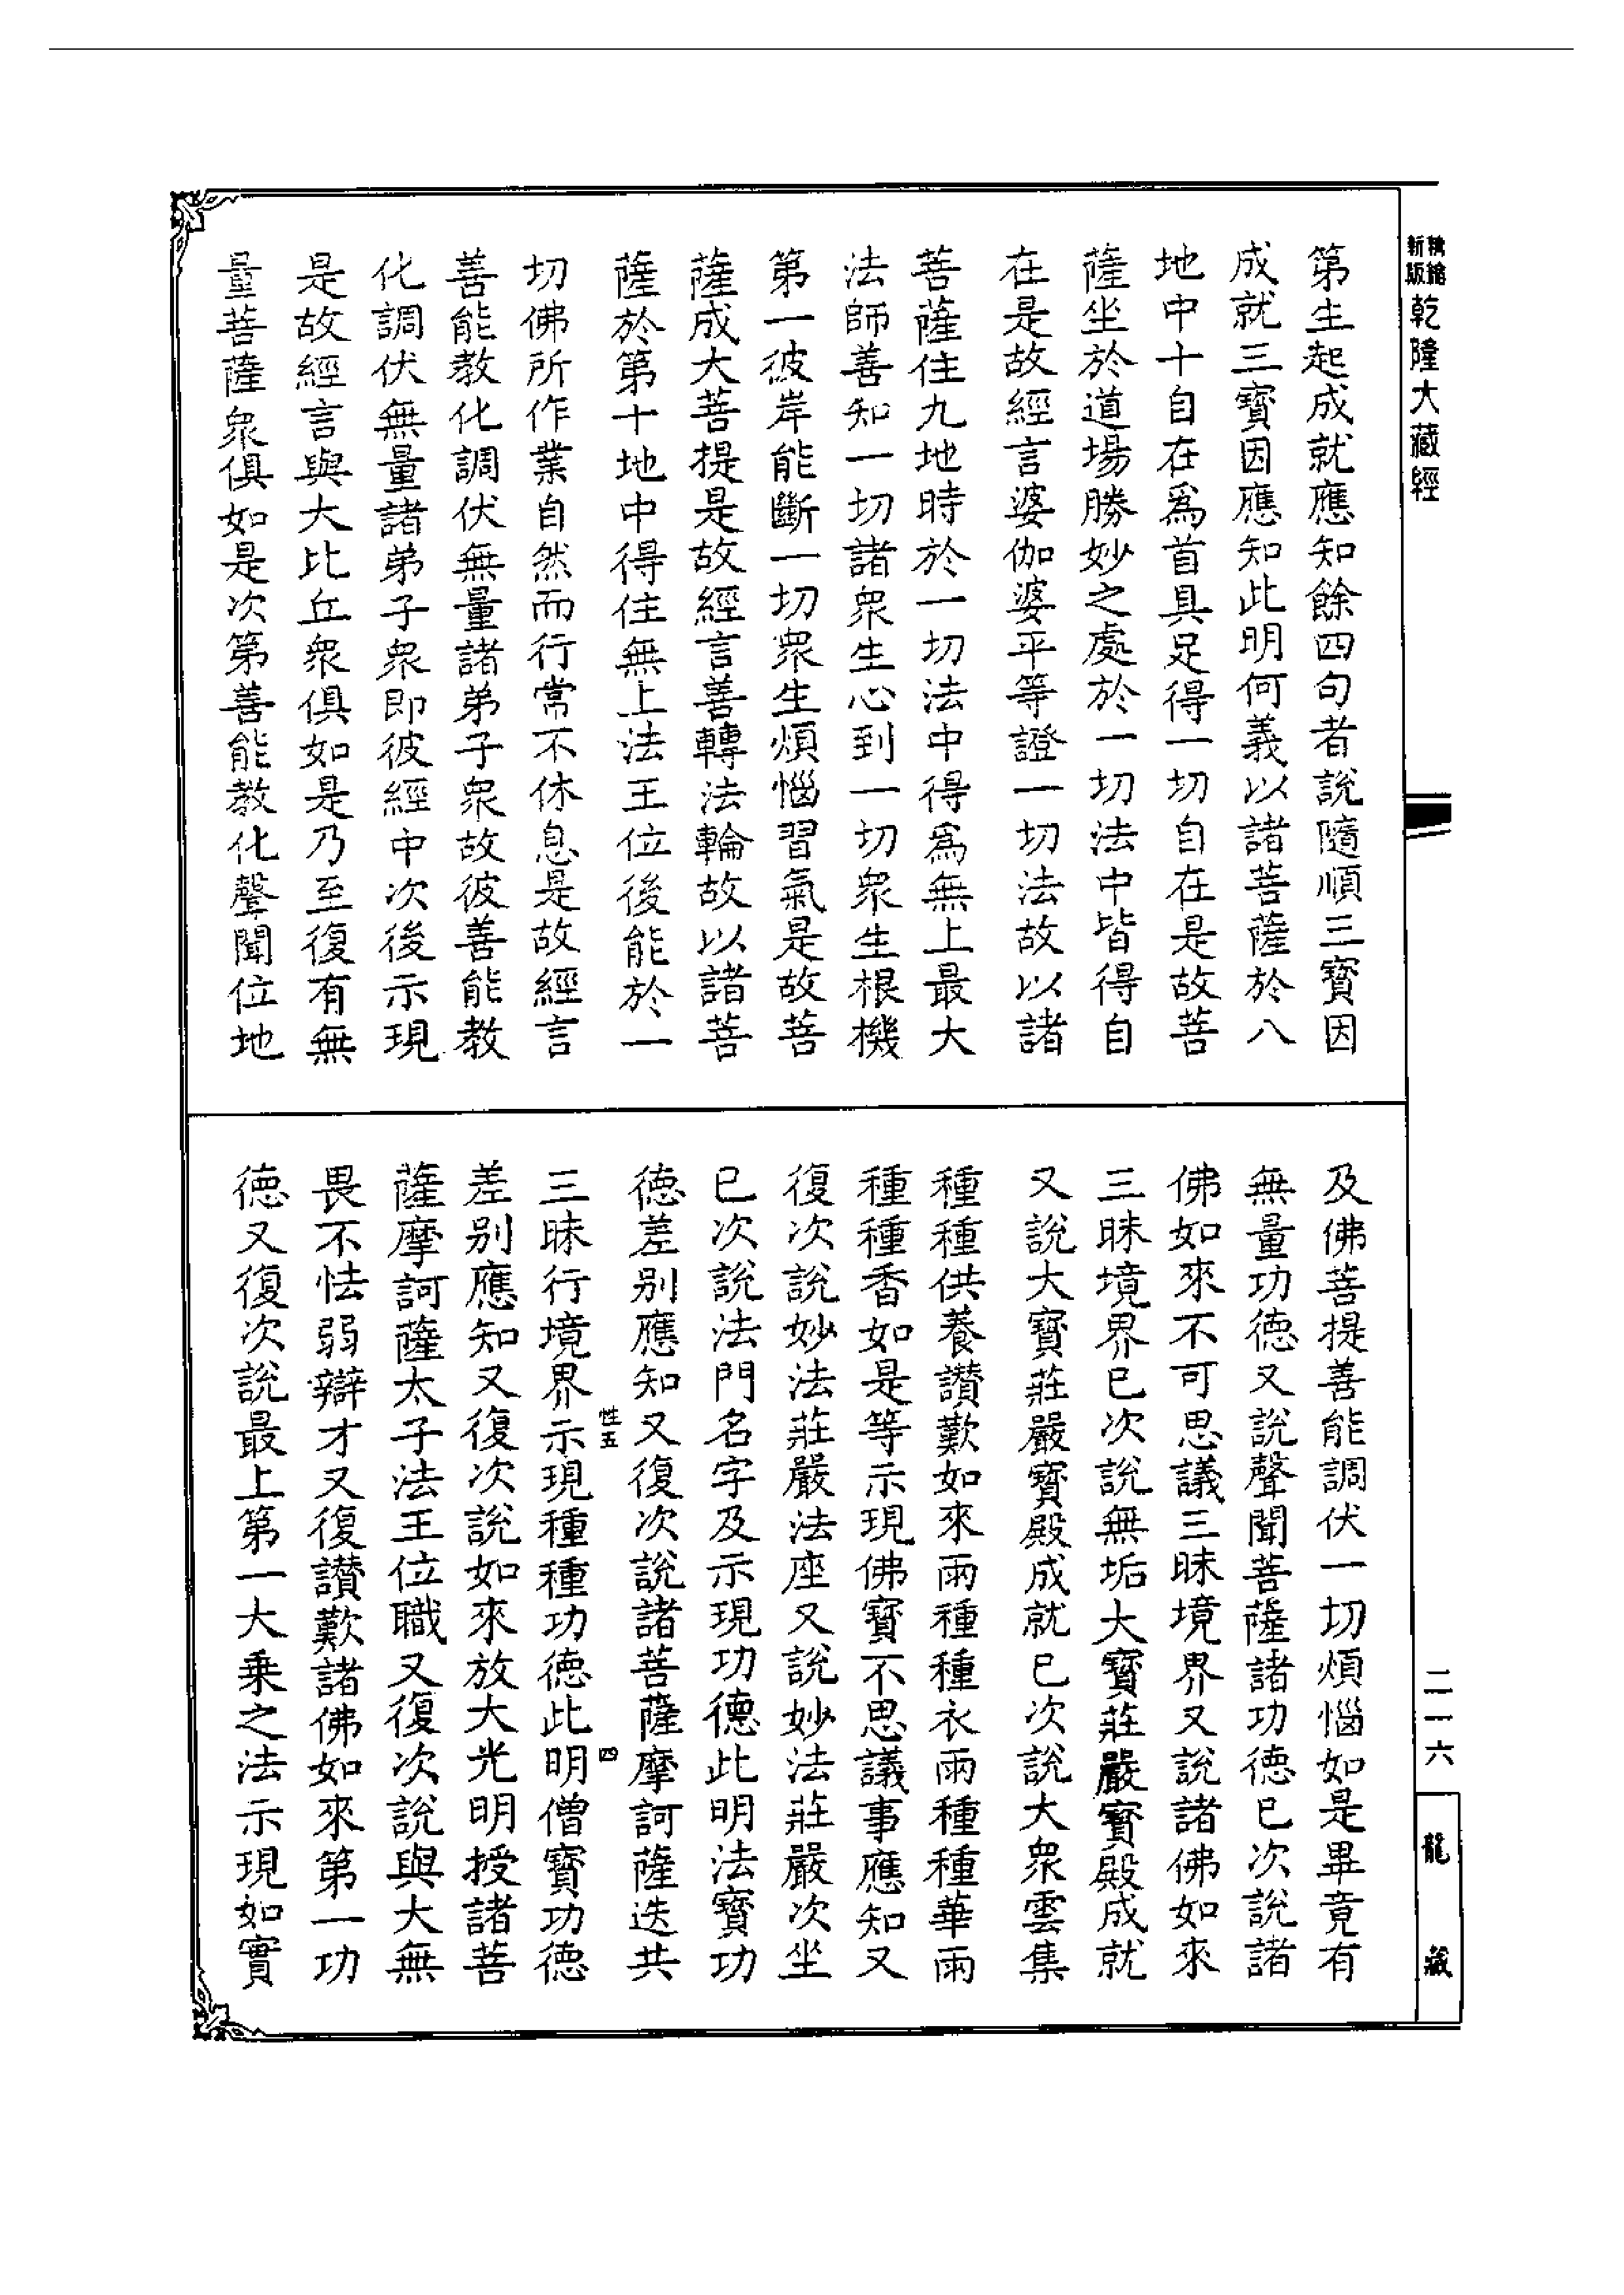 新版
精縮
乾隆大藏經
第生起成就應知餘四句者說隨順三寶因
成就三寶因應知此明何義以諸菩薩於八
地中十自在爲首具足得一切自在是故菩
薩坐於道場勝妙之處於一切法中皆得自
在是故經言婆伽婆平等證一切法故以諸
菩薩住九地時於一切法中得爲無上最大
法師善知一切諸衆生心到一切衆生根機
第一彼岸能斷一切衆生煩惱習氣是故菩
薩成大菩提是故經言善轉法輪故以諸菩
薩於第十地中得住無上法王位後能於一
切佛所作業自然而行常不休息是故經言
善能教化調伏無量諸弟子衆故彼善能教
化調伏無量諸弟子衆即彼經中次後示現
是故經言與大比丘衆俱如是乃至復有無
量菩薩衆俱如是次第善能教化聲聞位地
及佛菩提善能調伏一切煩惱如是畢竟有
無量功德又說聲聞菩薩諸功德已次說諸
佛如來不可思議三昧境界又說諸佛如來
三昧境界已次說無垢大寶莊嚴寶殿成就
又說大寶莊嚴寶殿成就已次說大衆雲集
種種供養讚歎如來雨種種衣雨種種華雨
種種香如是等示現佛寶不思議事應知又
復次說妙法莊嚴法座又說妙法莊嚴次坐
已次說法門名字及示現功德此明法寶功
德差別應知又復次說諸菩薩摩訶薩迭共
性五
四
三昧行境界示現種種功德此明僧寶功德
差別應知又復次說如來放大光明授諸菩
薩摩訶薩太子法王位職又復次說與大無
畏不怯弱辯才又復讚歎諸佛如來第一功
德又復次說最上第一大乘之法示現如實
二一六
龍藏